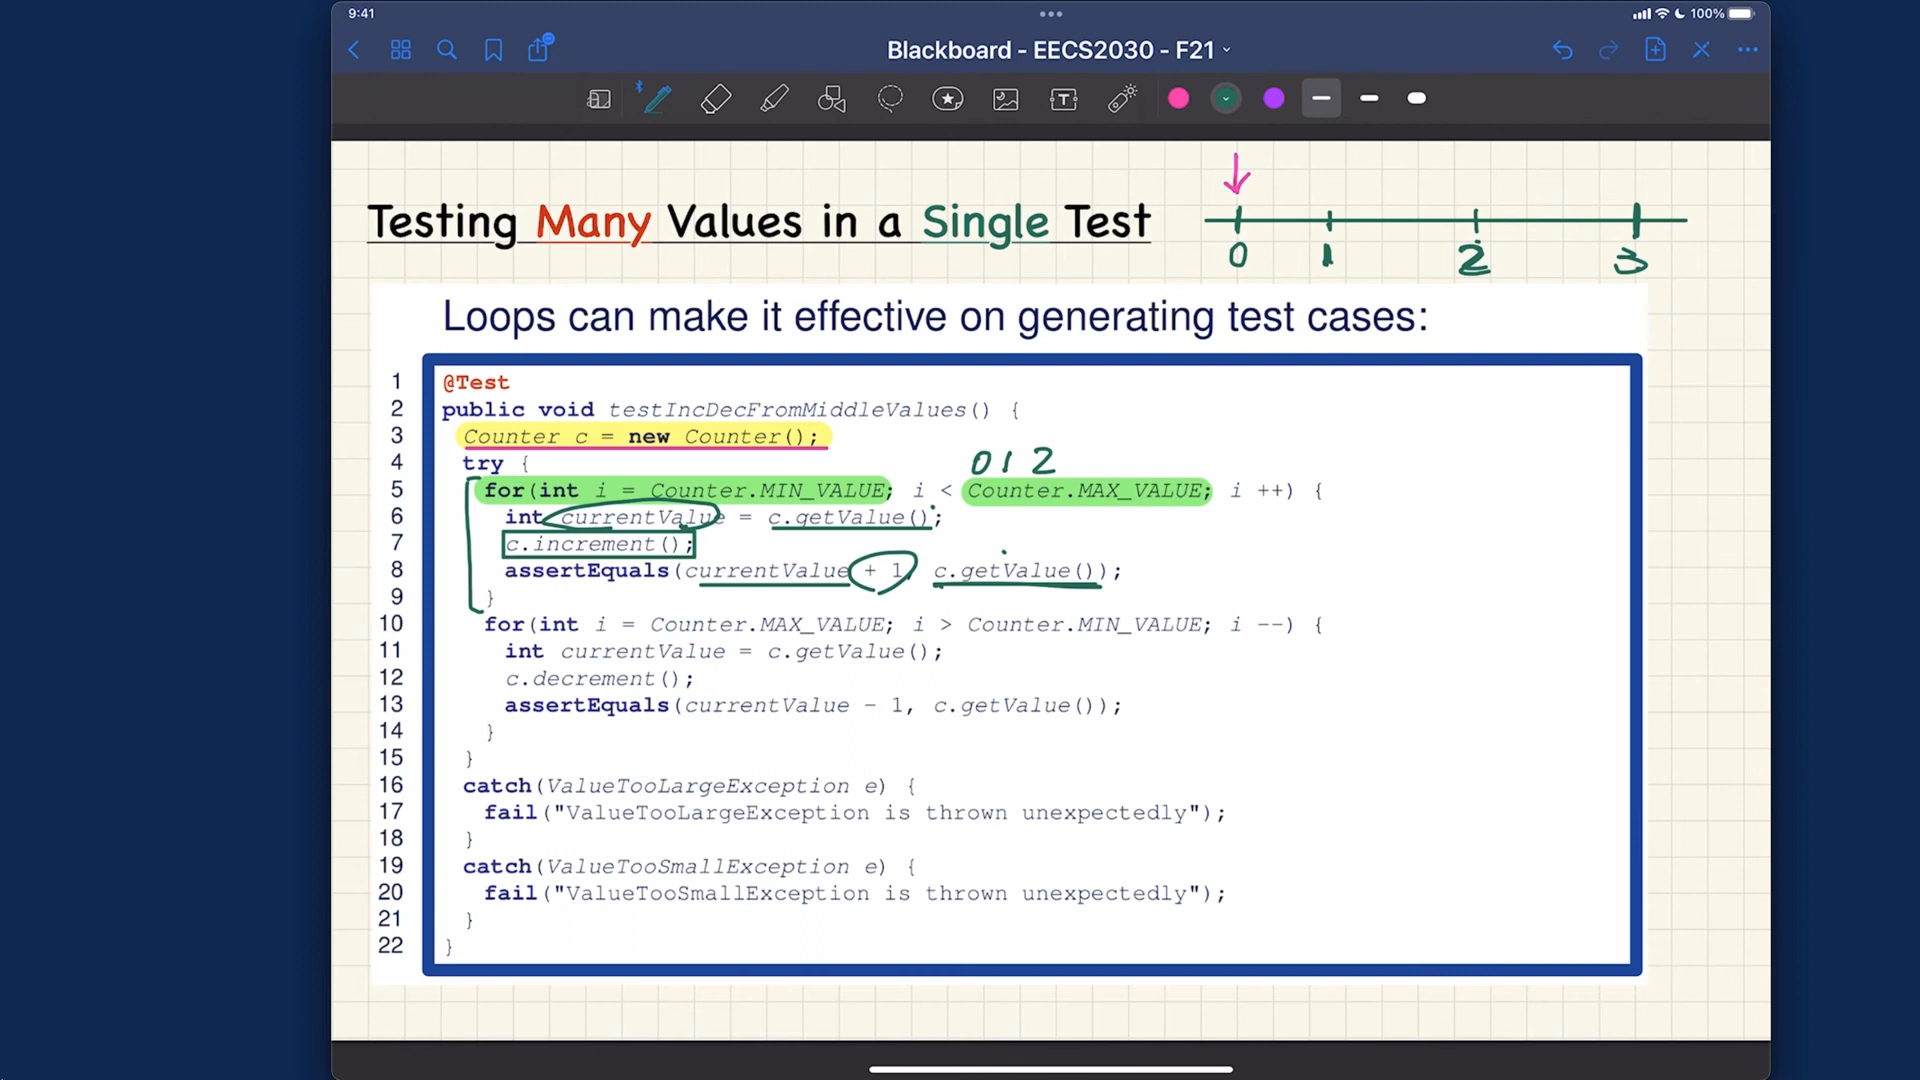 9:41
100%
Blackboard - EECS2030 - F21
Testing Many Values in a Single Test
0 1 2 3
Loops can make it effective on generating test cases:
1 @Test
2 public void testIncDecFromMiddleValues() {
3 Counter c = new Counter();
4 try {
0 1 2
5 for(int i = Counter.MIN_VALUE; i < Counter.MAX_VALUE; i ++) {
6 int currentValue = c.getValue();
7 c.increment();
8 assertEquals(currentValue + 1, c.getValue());
9 }
10 for(int i = Counter.MAX_VALUE; i > Counter.MIN_VALUE; i --) {
11 int currentValue = c.getValue();
12 c.decrement();
13 assertEquals(currentValue - 1, c.getValue());
14 }
15 }
16 catch(ValueTooLargeException e) {
17 fail("ValueTooLargeException is thrown unexpectedly");
18 }
19 catch(ValueTooSmallException e) {
20 fail("ValueTooSmallException is thrown unexpectedly");
21 }
22 }